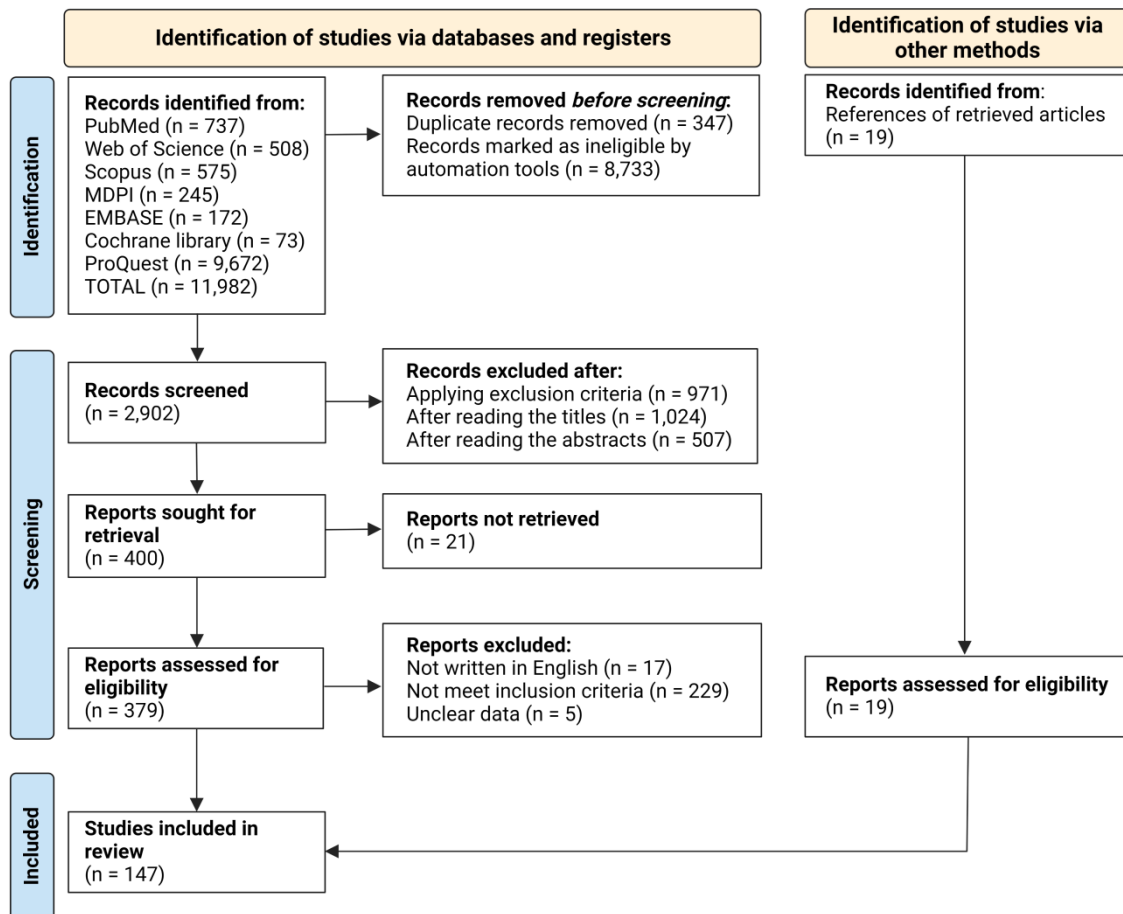 Identification of studies via databases and registers
Identification of studies via
other methods
Identification
Records identified from:
PubMed (n = 737)
Web of Science (n = 508)
Scopus (n = 575)
MDPI (n = 245)
EMBASE (n = 172)
Cochrane library (n = 73)
ProQuest (n = 9,672)
TOTAL (n = 11,982)
Records removed before screening:
Duplicate records removed (n = 347)
Records marked as ineligible by
automation tools (n = 8,733)
Records identified from:
References of retrieved articles
(n = 19)
Screening
Records screened
(n = 2,902)
Records excluded after:
Applying exclusion criteria (n = 971)
After reading the titles (n = 1,024)
After reading the abstracts (n = 507)
Reports sought for
retrieval
(n = 400)
Reports not retrieved
(n = 21)
Reports assessed for
eligibility
(n = 379)
Reports excluded:
Not written in English (n = 17)
Not meet inclusion criteria (n = 229)
Unclear data (n = 5)
Reports assessed for eligibility
(n = 19)
Included
Studies included in
review
(n = 147)